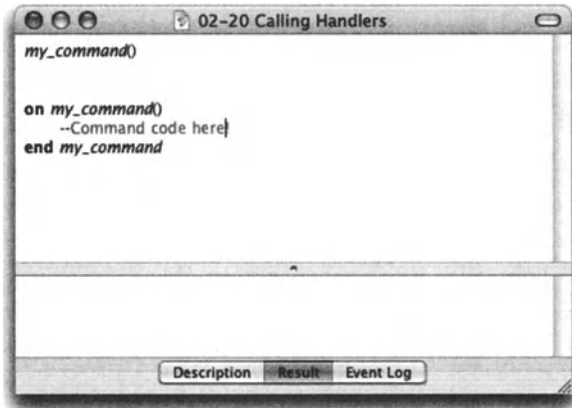 02-20 Calling Handlers
my_command()
on my_command()
--Command code here
end my_command
Description Result Event Log